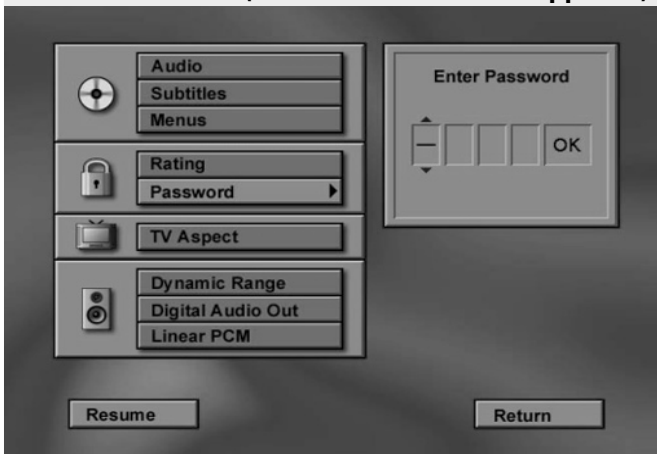 Audio
Subtitles
Menus
Rating
Password
TV Aspect
Dynamic Range
Digital Audio Out
Linear PCM
Enter Password
OK
Resume
Return